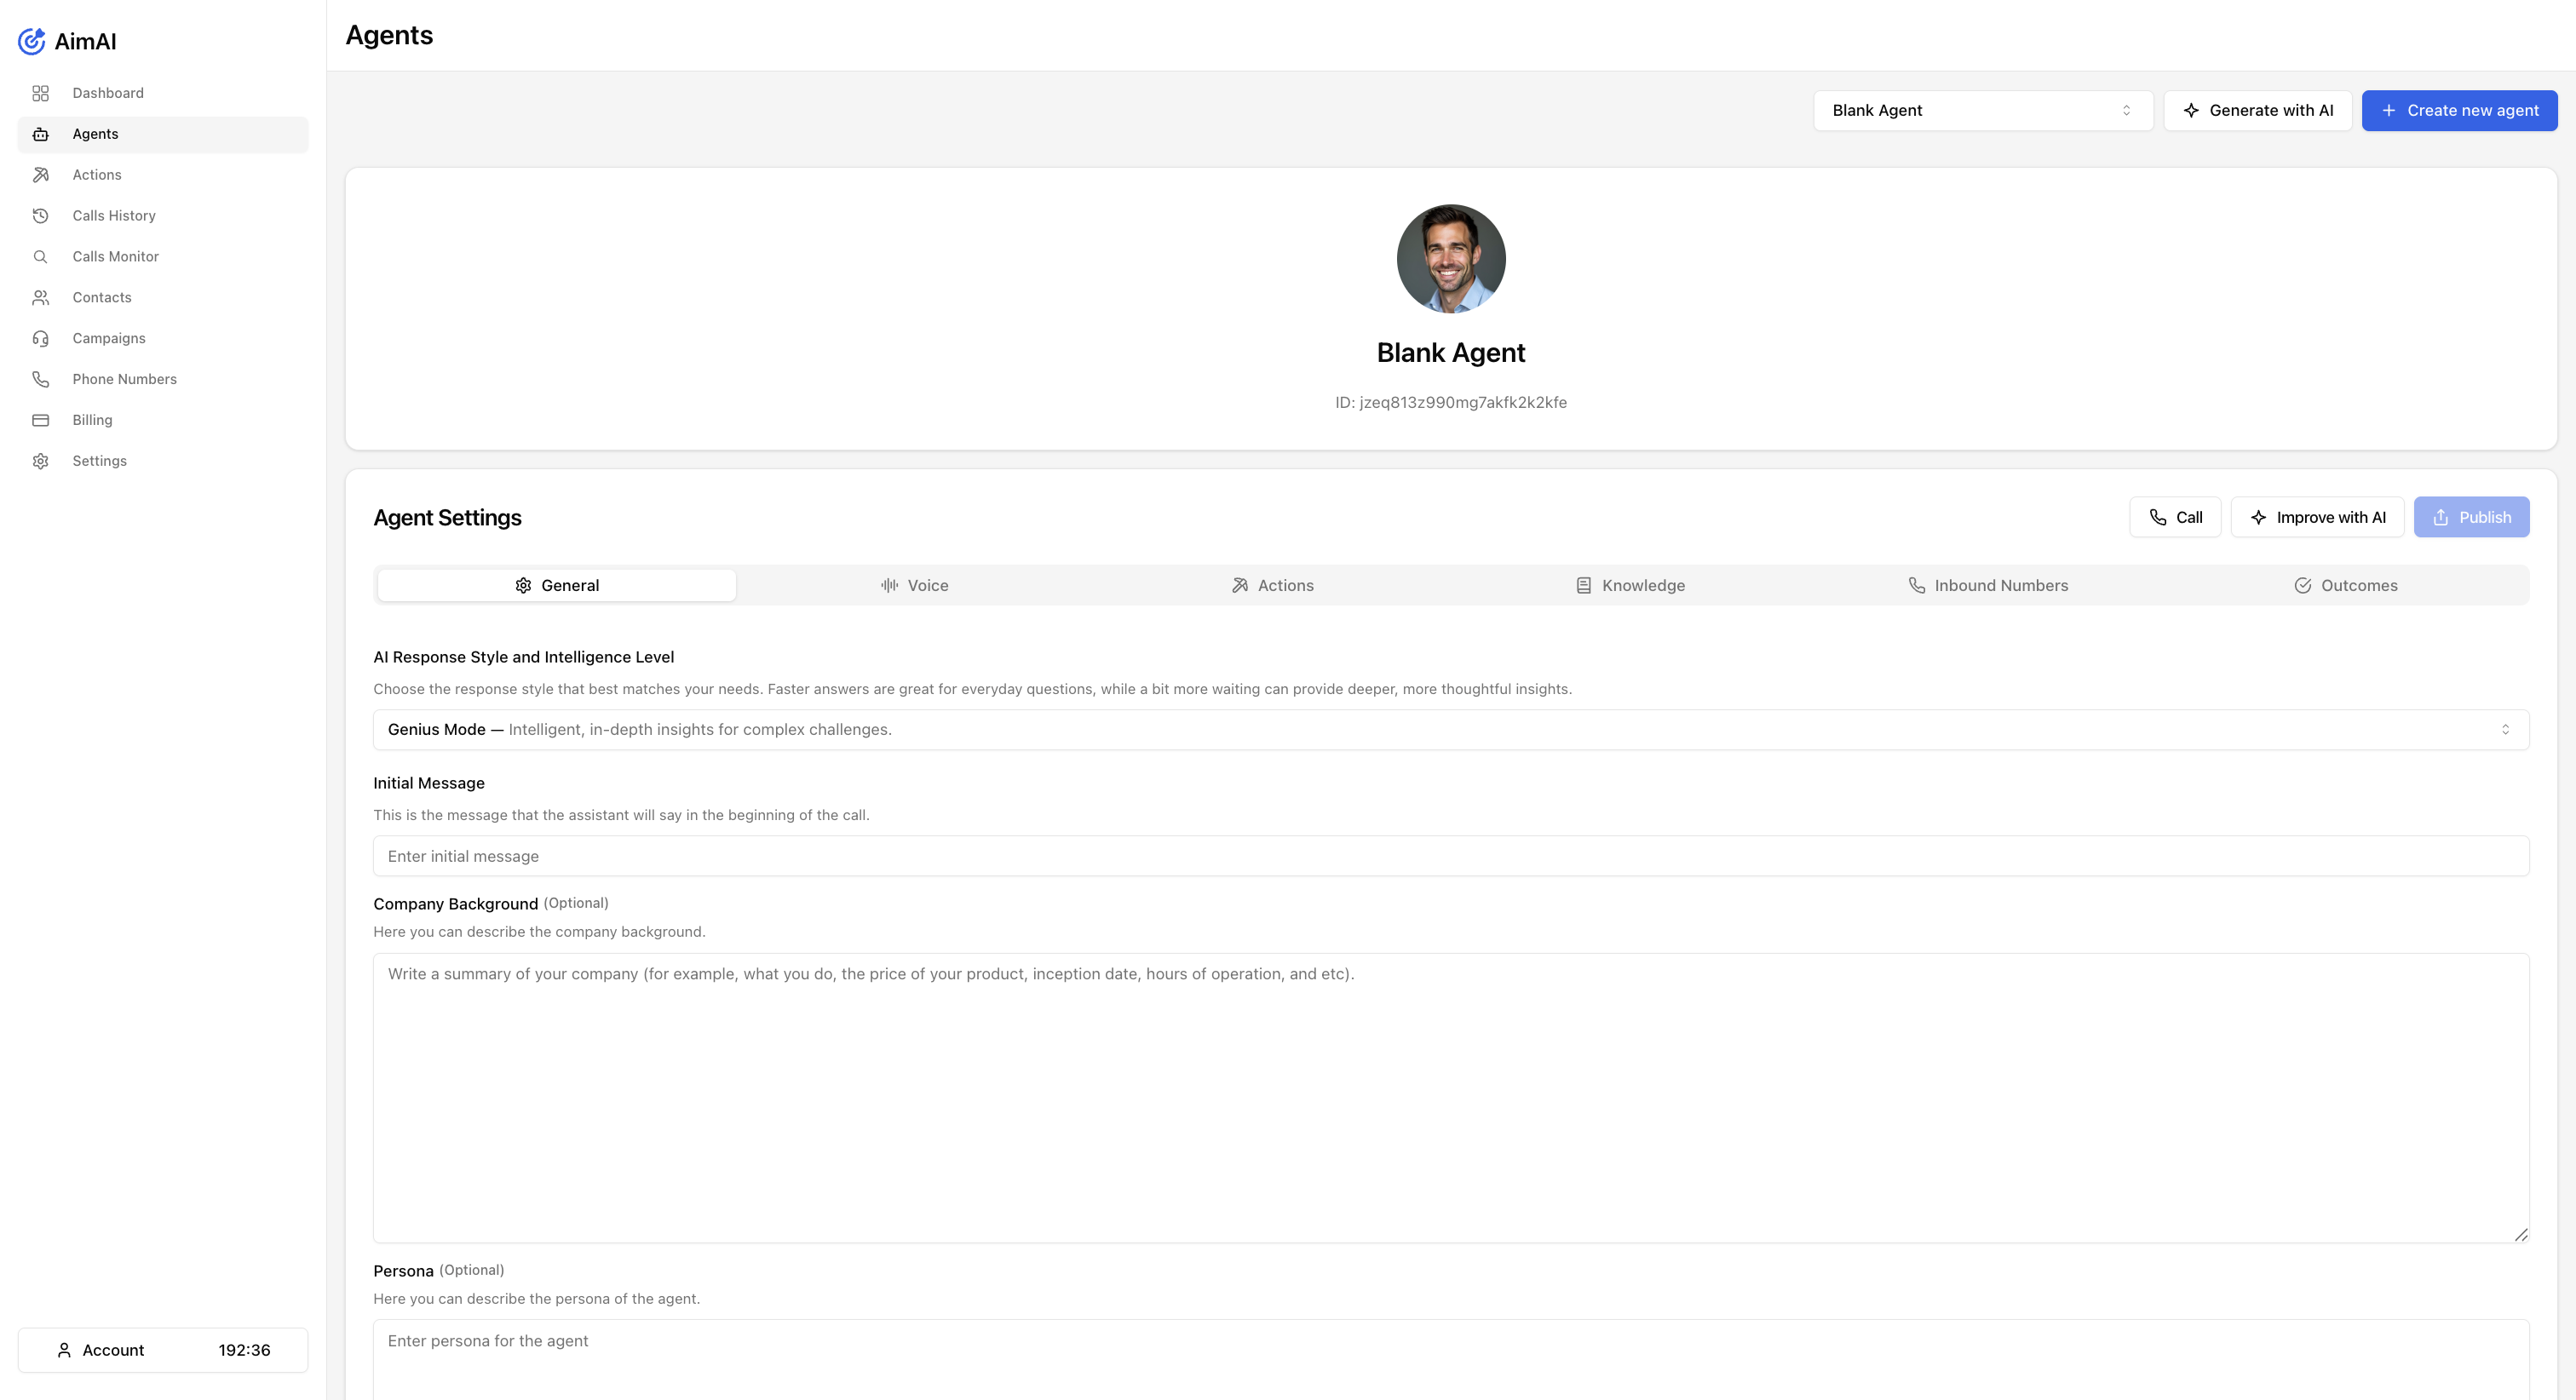 AimAI
Dashboard
Agents
Actions
Calls History
Calls Monitor
Contacts
Campaigns
Phone Numbers
Billing
Settings
Account 192:36
Agents
Blank Agent
Generate with AI
Create new agent
Blank Agent
ID: jzeq813z990mg7akfk2k2kfe
Agent Settings
Call
Improve with AI
Publish
General
Voice
Actions
Knowledge
Inbound Numbers
Outcomes
AI Response Style and Intelligence Level
Choose the response style that best matches your needs. Faster answers are great for everyday questions, while a bit more waiting can provide deeper, more thoughtful insights.
Genius Mode — Intelligent, in-depth insights for complex challenges.
Initial Message
This is the message that the assistant will say in the beginning of the call.
Enter initial message
Company Background (Optional)
Here you can describe the company background.
Write a summary of your company (for example, what you do, the price of your product, inception date, hours of operation, and etc).
Persona (Optional)
Here you can describe the persona of the agent.
Enter persona for the agent